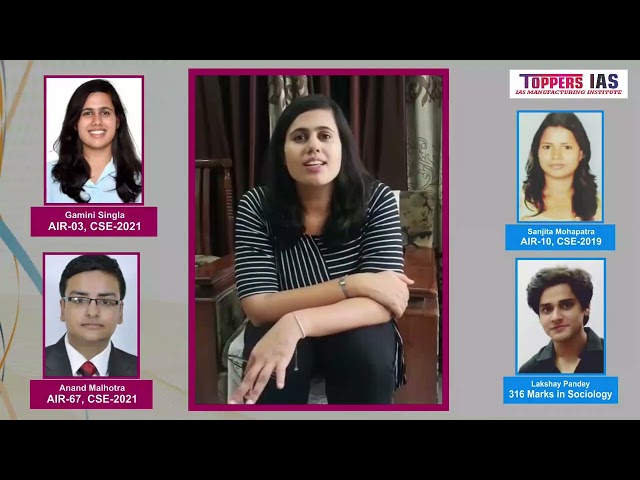 TOPPERS IAS
IAS MANUFACTURING INSTITUTE
Gamini Singla
AIR-03, CSE-2021
Anand Malhotra
AIR-67, CSE-2021
Sanjita Mohapatra
AIR-10, CSE-2019
Lakshay Pandey
316 Marks in Sociology